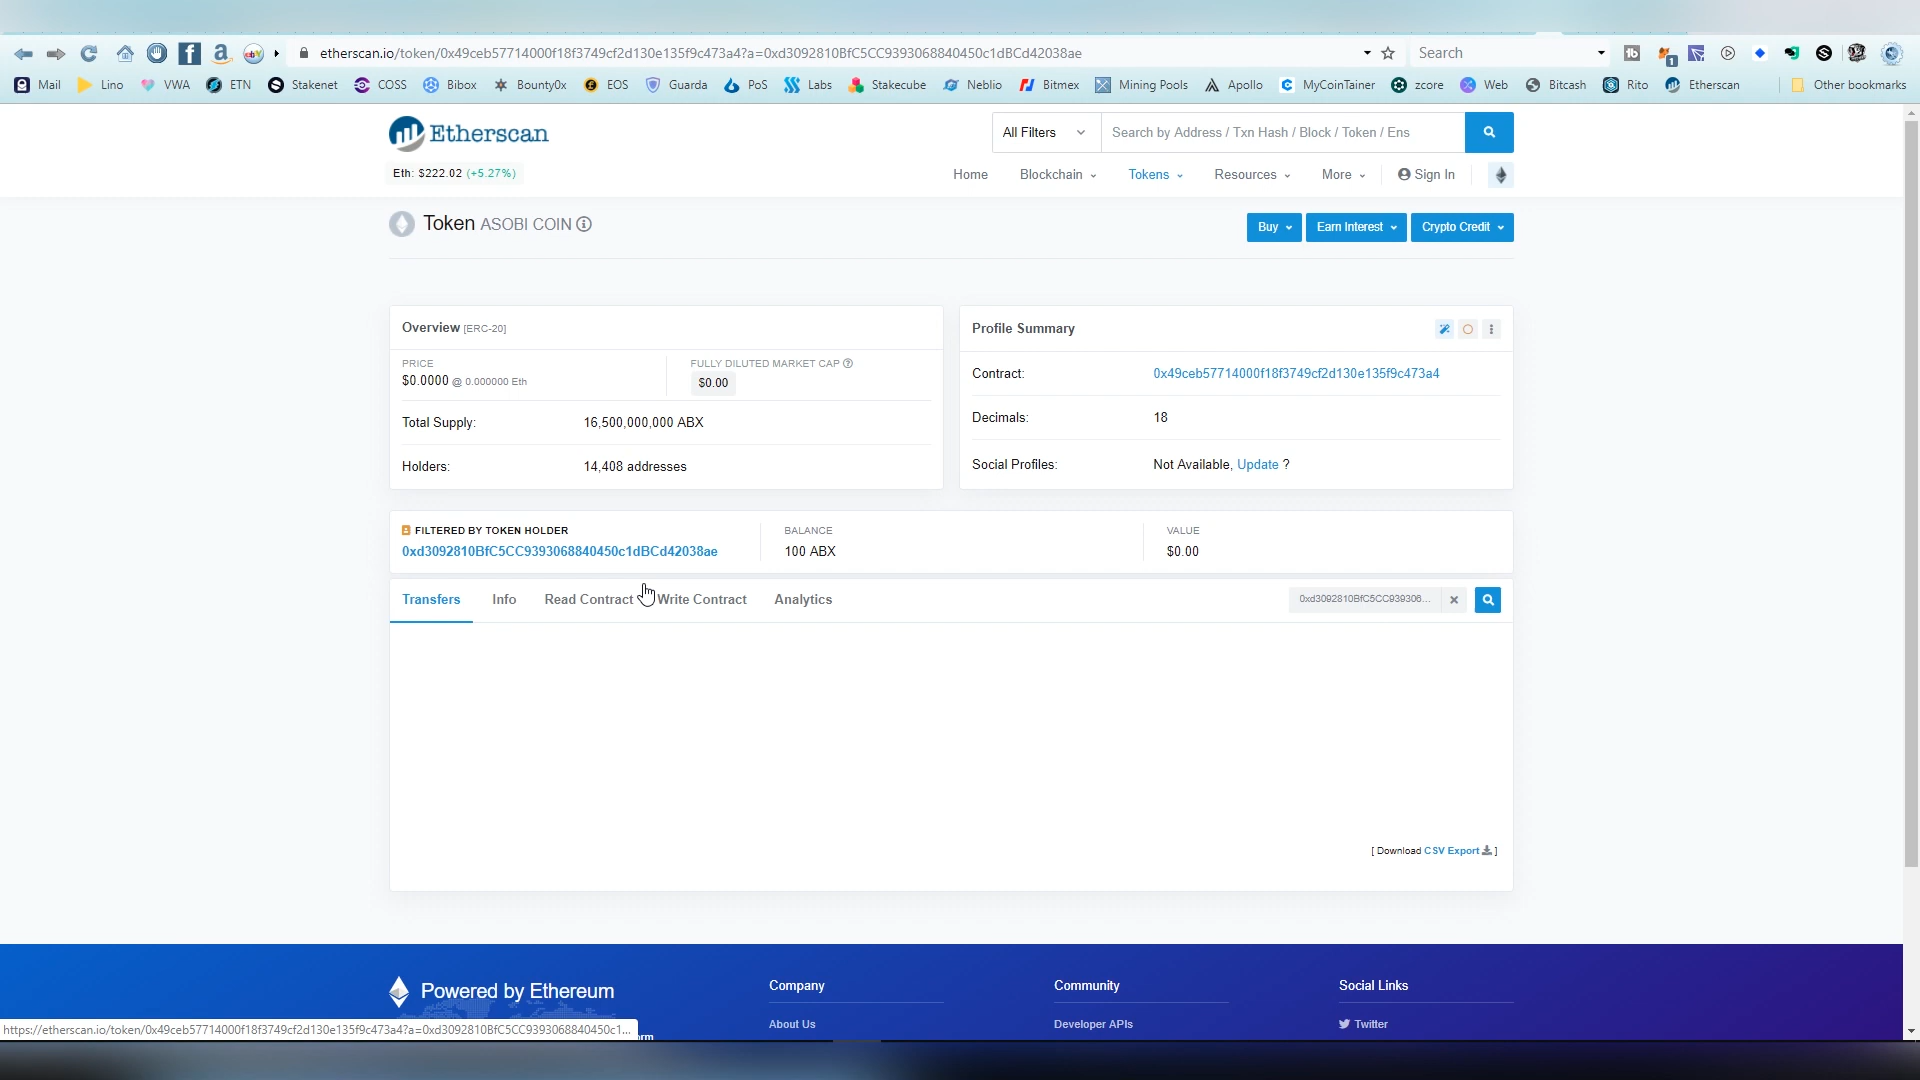 etherscan.io/token/0x49ceb57714000f18f3749cf2d130e135f9c473a4?a=0xd3092810BfC5CC9393068840450c1dBCd42038ae
Search
Mail Lino VWA ETN Stakenet COSS Bibox Bounty0x EOS Guarda PoS Labs Stakecube Neblio Bitmex Mining Pools Apollo MyCoinTainer zcore Web Bitcash Rito Etherscan Other bookmarks
Etherscan
All Filters
Search by Address / Txn Hash / Block / Token / Ens
Eth: $222.02 (+5.27%)
Home Blockchain Tokens Resources More Sign In
Token ASOBI COIN
Buy Earn Interest Crypto Credit
Overview [ERC-20]
PRICE
$0.0000 @ 0.000000 Eth
FULLY DILUTED MARKET CAP
$0.00
Total Supply: 16,500,000,000 ABX
Holders: 14,408 addresses
Profile Summary
Contract: 0x49ceb57714000f18f3749cf2d130e135f9c473a4
Decimals: 18
Social Profiles: Not Available, Update ?
FILTERED BY TOKEN HOLDER
0xd3092810BfC5CC9393068840450c1dBCd42038ae
BALANCE
100 ABX
VALUE
$0.00
Transfers Info Read Contract Write Contract Analytics
0xd3092810BfC5CC939306...
[ Download CSV Export ]
Powered by Ethereum
Company
Community
Social Links
About Us
Developer APIs
Twitter
https://etherscan.io/token/0x49ceb57714000f18f3749cf2d130e135f9c473a4?a=0xd3092810BfC5CC9393068840450c1...